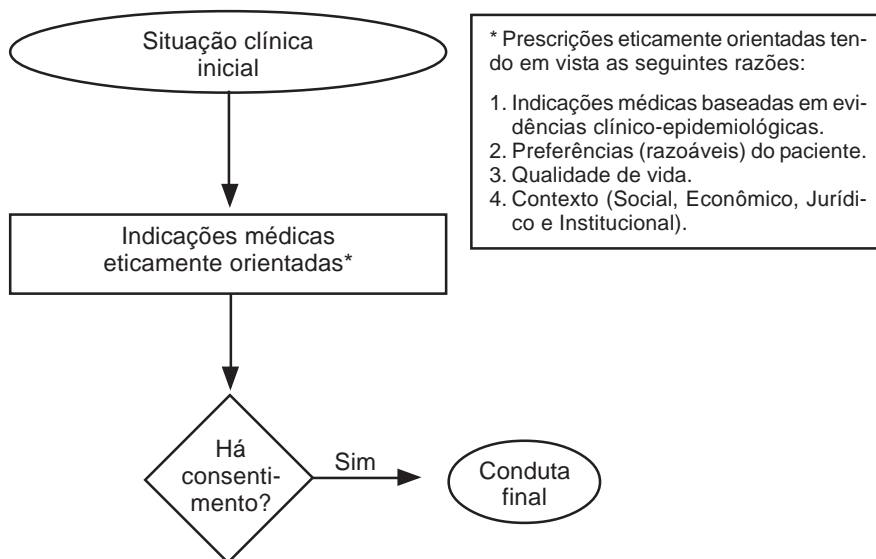 Situação clínica
inicial
* Prescrições eticamente orientadas ten-
do em vista as seguintes razões:
1. Indicações médicas baseadas em evi-
dências clínico-epidemiológicas.
2. Preferências (razoáveis) do paciente.
3. Qualidade de vida.
4. Contexto (Social, Econômico, Jurídi-
co e Institucional).
Indicações médicas
eticamente orientadas*
Há
consenti-
mento?
Sim
Conduta
final